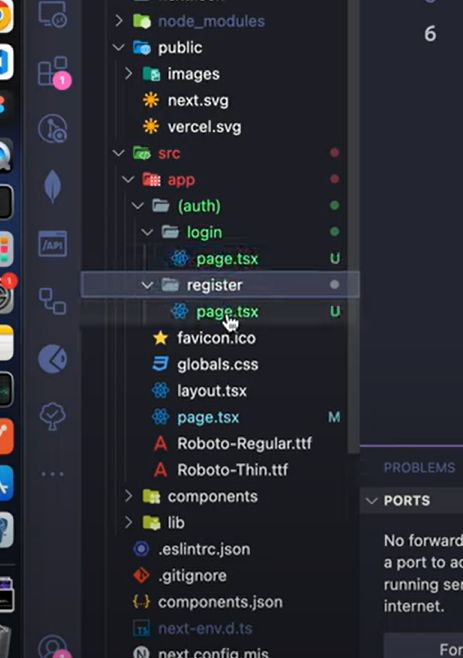 node_modules
6
public
images
1
next.svg
vercel.svg
src
app
(auth)
login
/API
page.tsx U
register
1
page.tsx U
favicon.ico
globals.css
layout.tsx
page.tsx M
Roboto-Regular.ttf
Roboto-Thin.ttf
PROBLEMS
components
PORTS
lib
No forward
.eslintrc.json
a port to ac
.gitignore
running ser
components.json
internet.
next-env.d.ts
next.config.mjs
For